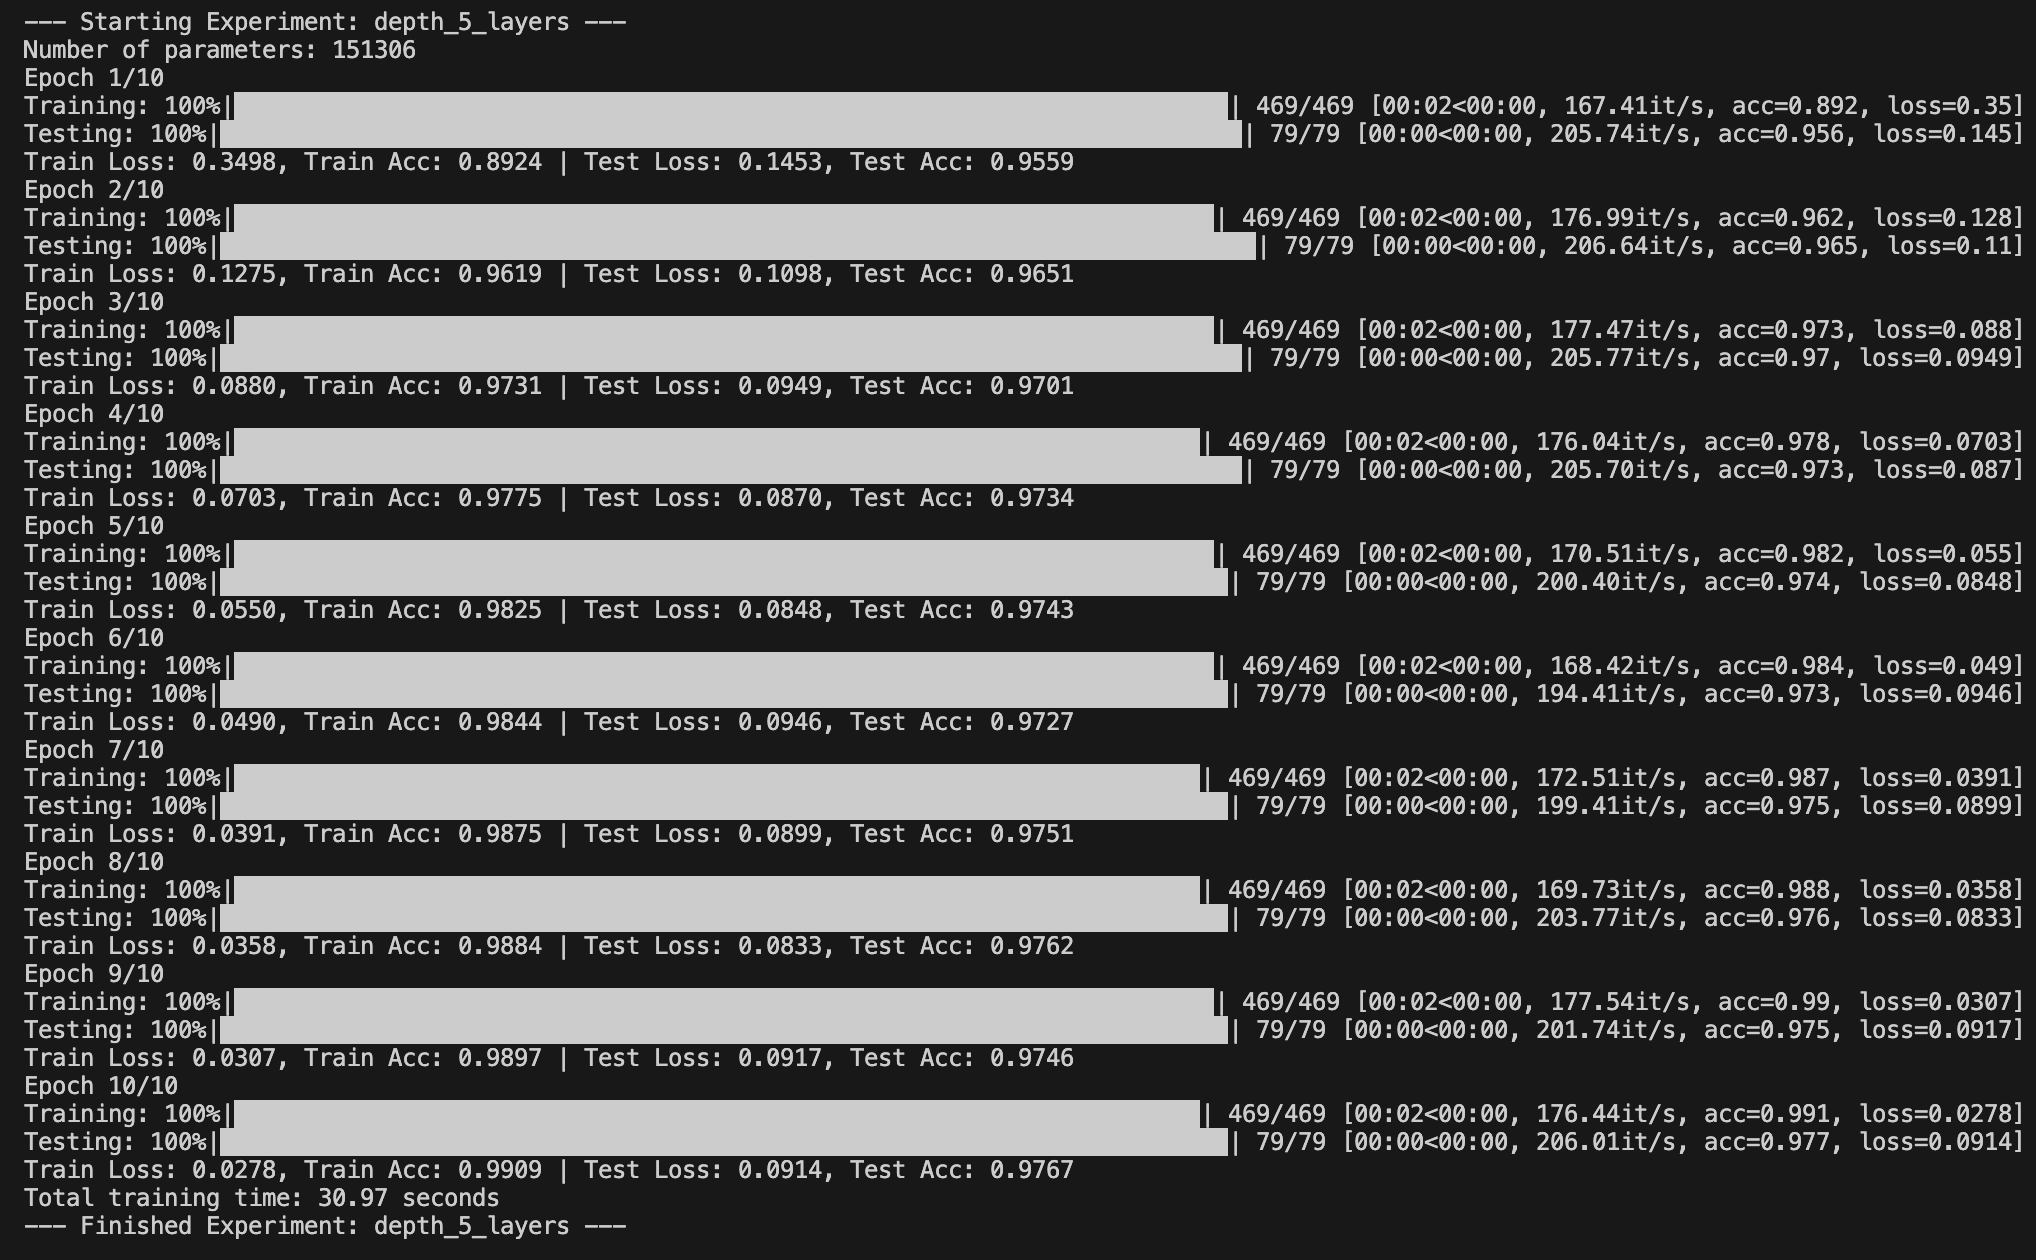 --- Starting Experiment: depth_5_layers ---
Number of parameters: 151306
Epoch 1/10
Training: 100%|| 469/469 [00:02<00:00, 167.41it/s, acc=0.892, loss=0.35]
Testing: 100%|| 79/79 [00:00<00:00, 205.74it/s, acc=0.956, loss=0.145]
Train Loss: 0.3498, Train Acc: 0.8924 | Test Loss: 0.1453, Test Acc: 0.9559
Epoch 2/10
Training: 100%|| 469/469 [00:02<00:00, 176.99it/s, acc=0.962, loss=0.128]
Testing: 100%|| 79/79 [00:00<00:00, 206.64it/s, acc=0.965, loss=0.11]
Train Loss: 0.1275, Train Acc: 0.9619 | Test Loss: 0.1098, Test Acc: 0.9651
Epoch 3/10
Training: 100%|| 469/469 [00:02<00:00, 177.47it/s, acc=0.973, loss=0.088]
Testing: 100%|| 79/79 [00:00<00:00, 205.77it/s, acc=0.97, loss=0.0949]
Train Loss: 0.0880, Train Acc: 0.9731 | Test Loss: 0.0949, Test Acc: 0.9701
Epoch 4/10
Training: 100%|| 469/469 [00:02<00:00, 176.04it/s, acc=0.978, loss=0.0703]
Testing: 100%|| 79/79 [00:00<00:00, 205.70it/s, acc=0.973, loss=0.087]
Train Loss: 0.0703, Train Acc: 0.9775 | Test Loss: 0.0870, Test Acc: 0.9734
Epoch 5/10
Training: 100%|| 469/469 [00:02<00:00, 170.51it/s, acc=0.982, loss=0.055]
Testing: 100%|| 79/79 [00:00<00:00, 200.40it/s, acc=0.974, loss=0.0848]
Train Loss: 0.0550, Train Acc: 0.9825 | Test Loss: 0.0848, Test Acc: 0.9743
Epoch 6/10
Training: 100%|| 469/469 [00:02<00:00, 168.42it/s, acc=0.984, loss=0.049]
Testing: 100%|| 79/79 [00:00<00:00, 194.41it/s, acc=0.973, loss=0.0946]
Train Loss: 0.0490, Train Acc: 0.9844 | Test Loss: 0.0946, Test Acc: 0.9727
Epoch 7/10
Training: 100%|| 469/469 [00:02<00:00, 172.51it/s, acc=0.987, loss=0.0391]
Testing: 100%|| 79/79 [00:00<00:00, 199.41it/s, acc=0.975, loss=0.0899]
Train Loss: 0.0391, Train Acc: 0.9875 | Test Loss: 0.0899, Test Acc: 0.9751
Epoch 8/10
Training: 100%|| 469/469 [00:02<00:00, 169.73it/s, acc=0.988, loss=0.0358]
Testing: 100%|| 79/79 [00:00<00:00, 203.77it/s, acc=0.976, loss=0.0833]
Train Loss: 0.0358, Train Acc: 0.9884 | Test Loss: 0.0833, Test Acc: 0.9762
Epoch 9/10
Training: 100%|| 469/469 [00:02<00:00, 177.54it/s, acc=0.99, loss=0.0307]
Testing: 100%|| 79/79 [00:00<00:00, 201.74it/s, acc=0.975, loss=0.0917]
Train Loss: 0.0307, Train Acc: 0.9897 | Test Loss: 0.0917, Test Acc: 0.9746
Epoch 10/10
Training: 100%|| 469/469 [00:02<00:00, 176.44it/s, acc=0.991, loss=0.0278]
Testing: 100%|| 79/79 [00:00<00:00, 206.01it/s, acc=0.977, loss=0.0914]
Train Loss: 0.0278, Train Acc: 0.9909 | Test Loss: 0.0914, Test Acc: 0.9767
Total training time: 30.97 seconds
--- Finished Experiment: depth_5_layers ---